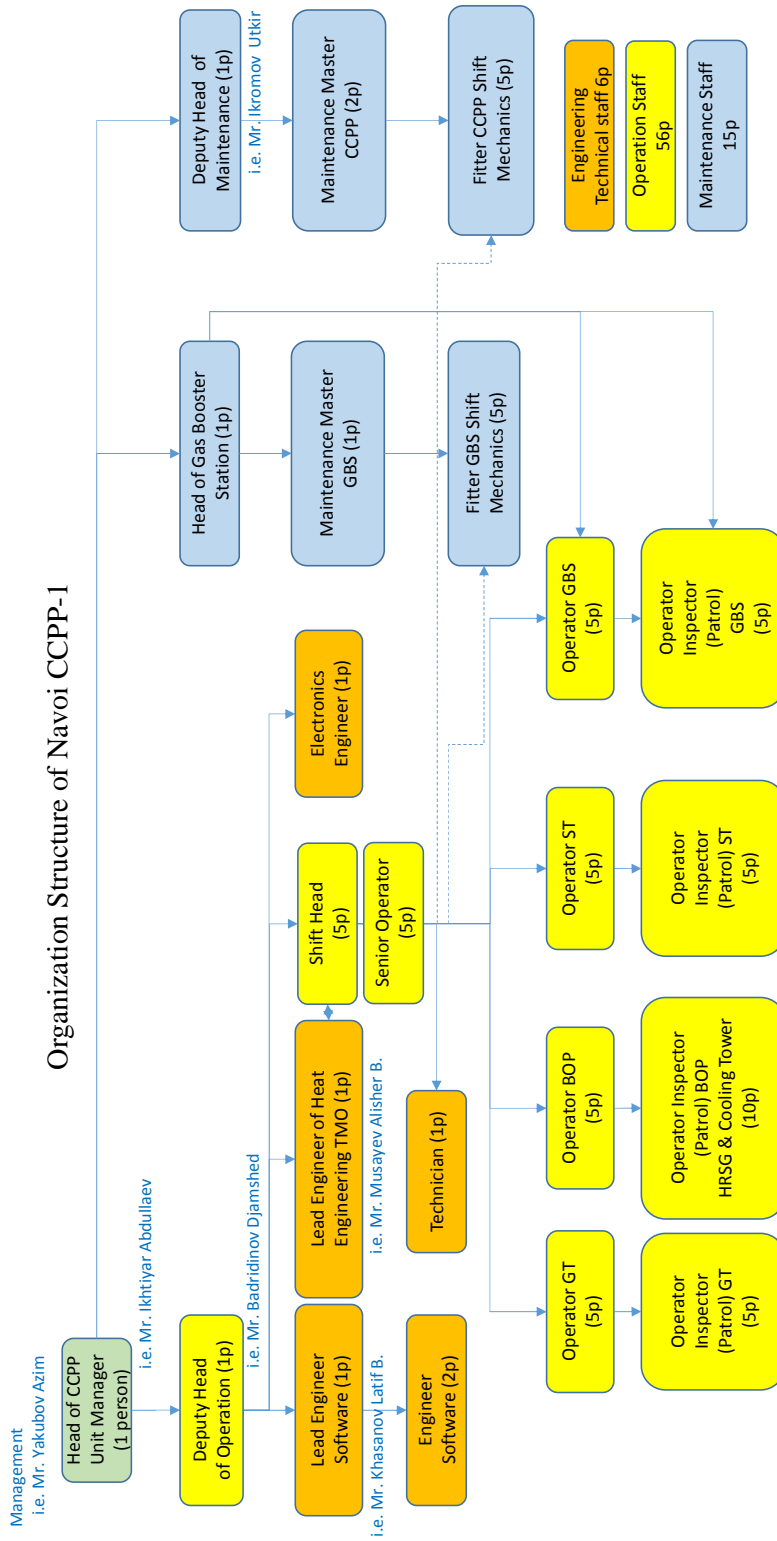 Organization Structure of Navoi CCPP-1
Management
i.e. Mr. Yakubov Azim
Head of CCPP
Unit Manager
(1 person)
i.e. Mr. Ikhtiyar Abdullaev
Deputy Head
of Operation (1p)
i.e. Mr. Badridinov Djamshed
Head of Gas Booster
Station (1p)
Deputy Head of
Maintenance (1p)
i.e. Mr. Ikromov Utkir
Lead Engineer
Software (1p)
i.e. Mr. Khasanov Latif B.
Lead Engineer of Heat
Engineering TMO (1p)
i.e. Mr. Musayev Alisher B.
Shift Head
(5p)
Senior Operator
(5p)
Electronics
Engineer (1p)
Maintenance Master
GBS (1p)
Maintenance Master
CCPP (2p)
Engineer
Software (2p)
Technician (1p)
Fitter GBS Shift
Mechanics (5p)
Fitter CCPP Shift
Mechanics (5p)
Operator GT
(5p)
Operator BOP
(5p)
Operator ST
(5p)
Operator GBS
(5p)
Operator
Inspector
(Patrol) GT
(5p)
Operator Inspector
(Patrol) BOP
HRSG & Cooling Tower
(10p)
Operator
Inspector
(Patrol) ST
(5p)
Operator
Inspector
(Patrol)
GBS
(5p)
Engineering
Technical staff 6p
Operation Staff
56p
Maintenance Staff
15p